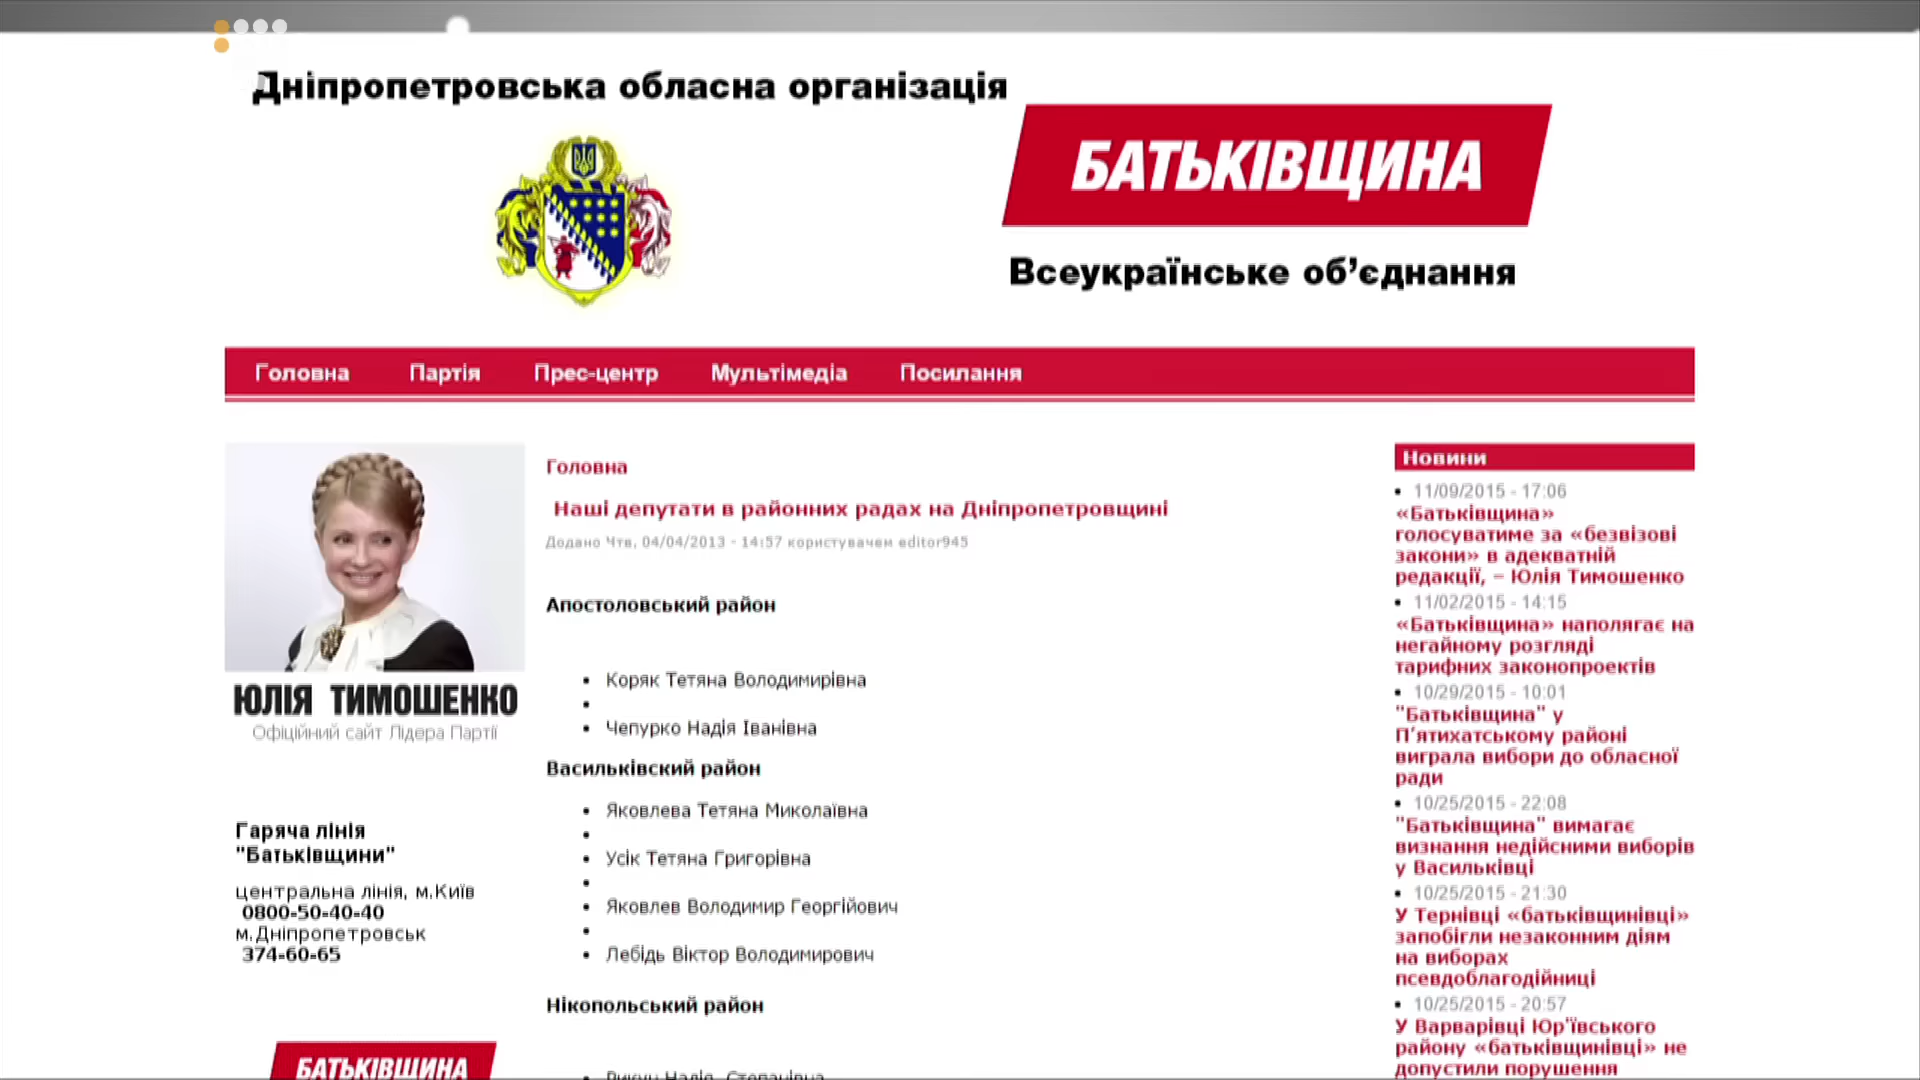 Дніпропетровська обласна організація
БАТЬКІВЩИНА
Всеукраїнське об’єднання
Головна Партія Прес-центр Мультімедіа Посилання
ЮЛІЯ ТИМОШЕНКО
Офіційний сайт Лідера Партії
Гаряча лінія
"Батьківщини"
центральна лінія, м.Київ
0800-50-40-40
м.Дніпропетровськ
374-60-65
БАТЬКІВЩИНА
Головна
Наші депутати в районних радах на Дніпропетровщині
Додано Чтв, 04/04/2013 - 14:57 користувачем editor945
Апостоловський район
Коряк Тетяна Володимирівна
Чепурко Надія Іванівна
Васильківский район
Яковлева Тетяна Миколаївна
Усік Тетяна Григорівна
Яковлев Володимир Георгійович
Лебідь Віктор Володимирович
Нікопольський район
Рикун Надія Степанівна
Новини
11/09/2015 - 17:06
«Батьківщина»
голосуватиме за «безвізові
закони» в адекватній
редакції, – Юлія Тимошенко
11/02/2015 - 14:15
«Батьківщина» наполягає на
негайному розгляді
тарифних законопроектів
10/29/2015 - 10:01
"Батьківщина" у
П’ятихатському районі
виграла вибори до обласної
ради
10/25/2015 - 22:08
"Батьківщина" вимагає
визнання недійсними виборів
у Васильківці
10/25/2015 - 21:30
У Тернівці «батьківщинівці»
запобігли незаконним діям
на виборах
псевдоблагодійниці
10/25/2015 - 20:57
У Варварівці Юр’ївського
району «батьківщинівці» не
допустили порушення